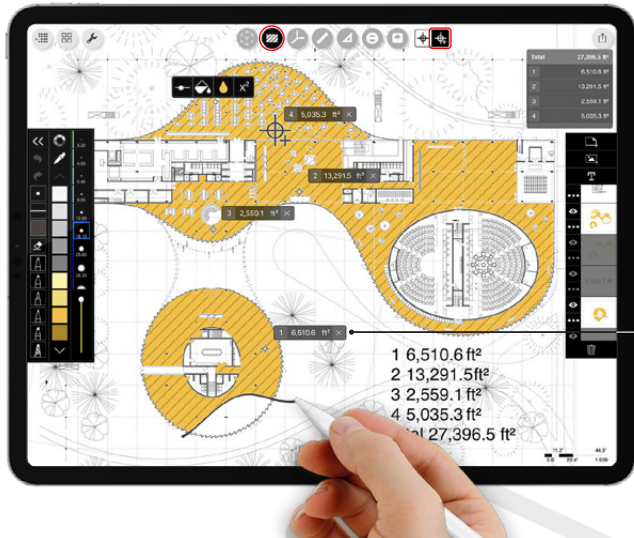 Total 27,396.5 ft²
1 6,510.6 ft²
2 13,291.5 ft²
3 2,559.1 ft²
4 5,035.3 ft²
x²
4 5,035.3 ft² ×
2 13,291.5 ft² ×
3 2,559.1 ft² ×
1 6,510.6 ft² ×
T
1 6,510.6 ft²
2 13,291.5 ft²
3 2,559.1 ft²
4 5,035.3 ft²
27,396.5 ft²